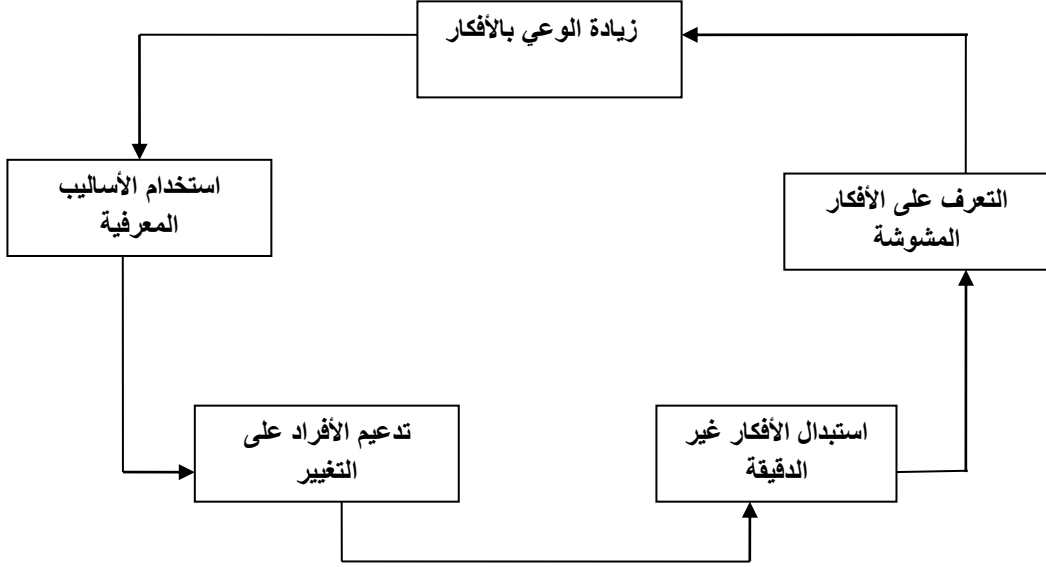 زيادة الوعي بالأفكار
استخدام الأساليب
المعرفية
التعرف على الأفكار
المشوشة
تدعيم الأفراد على
التغيير
استبدال الأفكار غير
الدقيقة